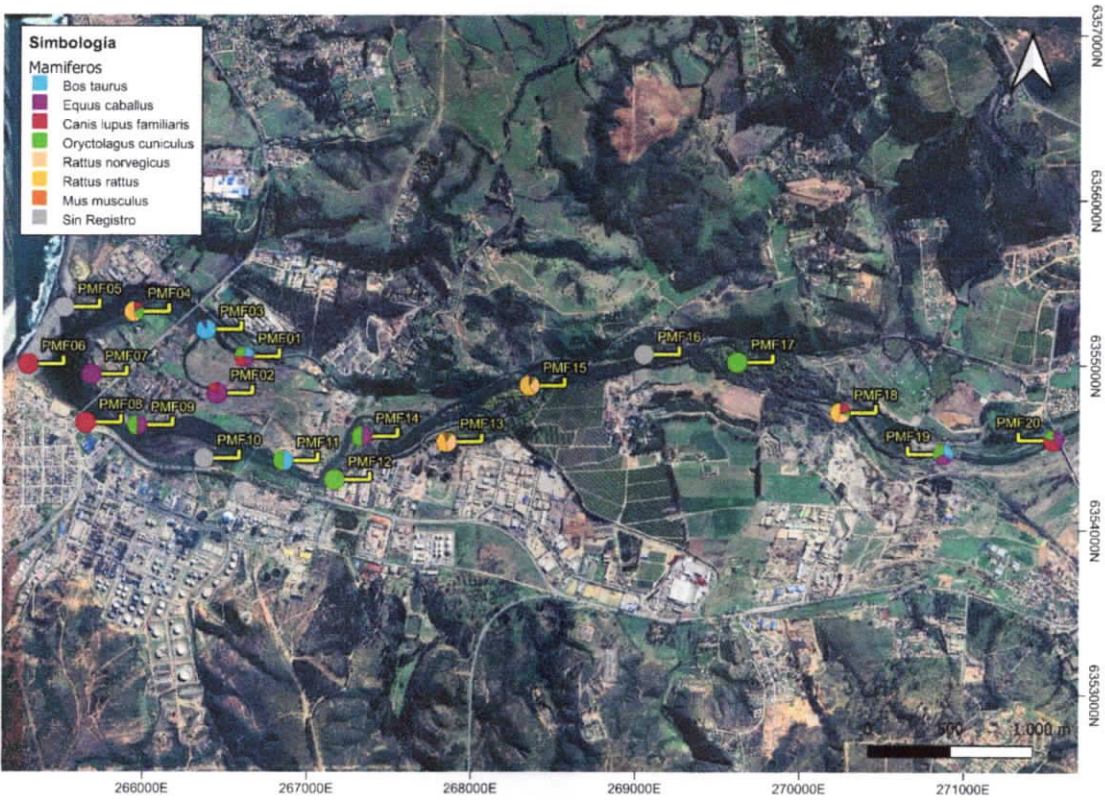 Simbología
Mamiferos
Bos taurus
Equus caballus
Canis lupus familiaris
Oryctolagus cuniculus
Rattus norvegicus
Rattus rattus
Mus musculus
Sin Registro
PMF05
PMF04
PMF03
PMF01
PMF06
PMF07
PMF02
PMF08
PMF09
PMF10
PMF11
PMF14
PMF12
PMF13
PMF15
PMF16
PMF17
PMF18
PMF19
PMF20
6357000N
6356000N
6355000N
6354000N
6353000N
0 500 1.000 m
266000E 267000E 268000E 269000E 270000E 271000E